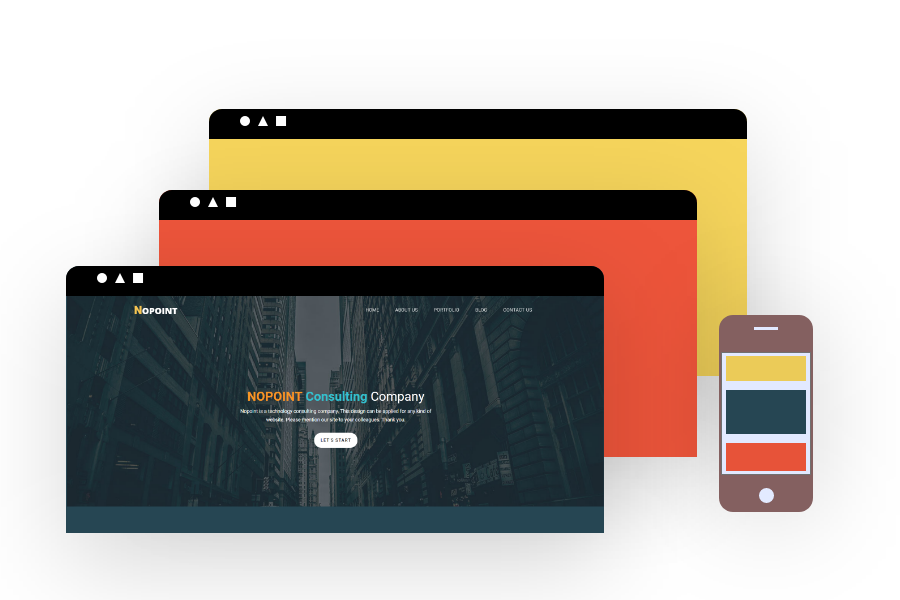 NOPOINT
HOME ABOUT US PORTFOLIO BLOG CONTACT US
NOPOINT Consulting Company
Nopoint is a technology consulting company. This design can be applied for any kind of
website. Please mention our site to your colleagues. Thank you.
LET'S START